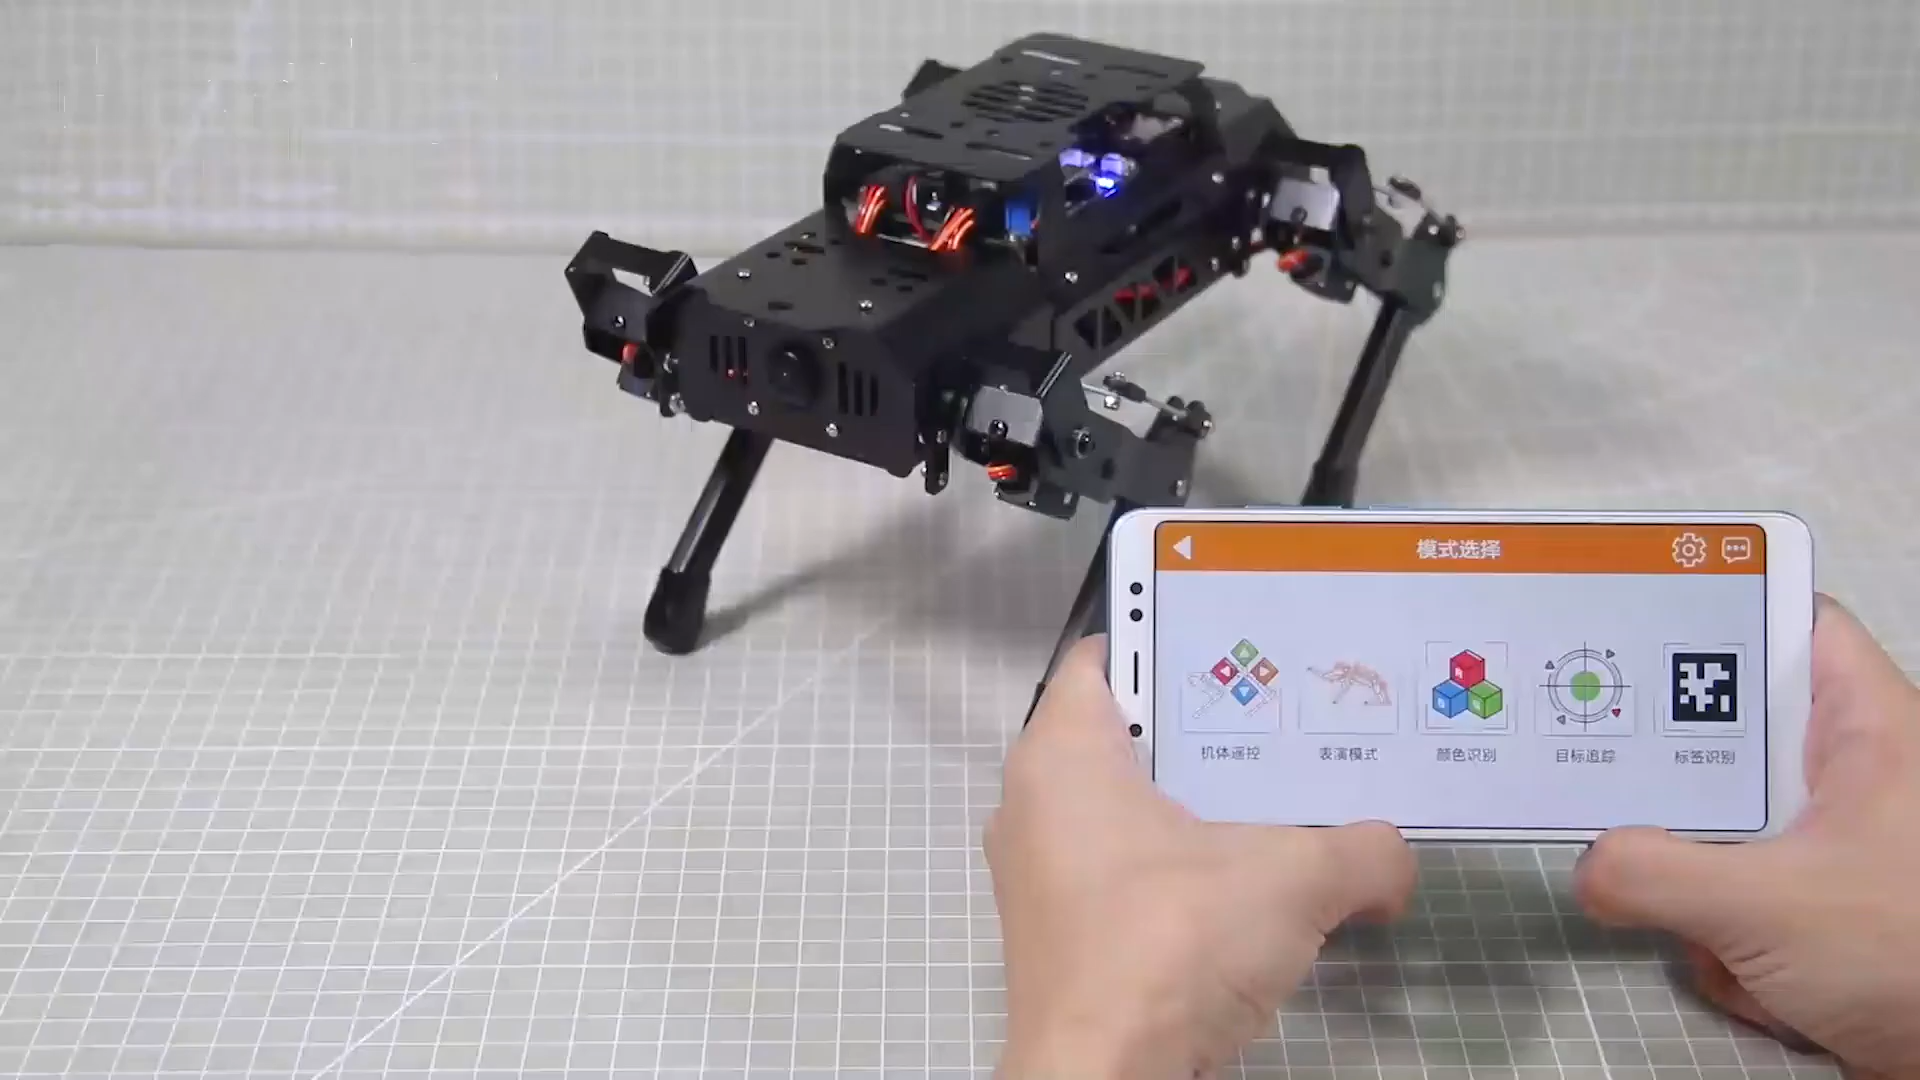 模式选择
机体遥控
表演模式
颜色识别
目标追踪
标签识别